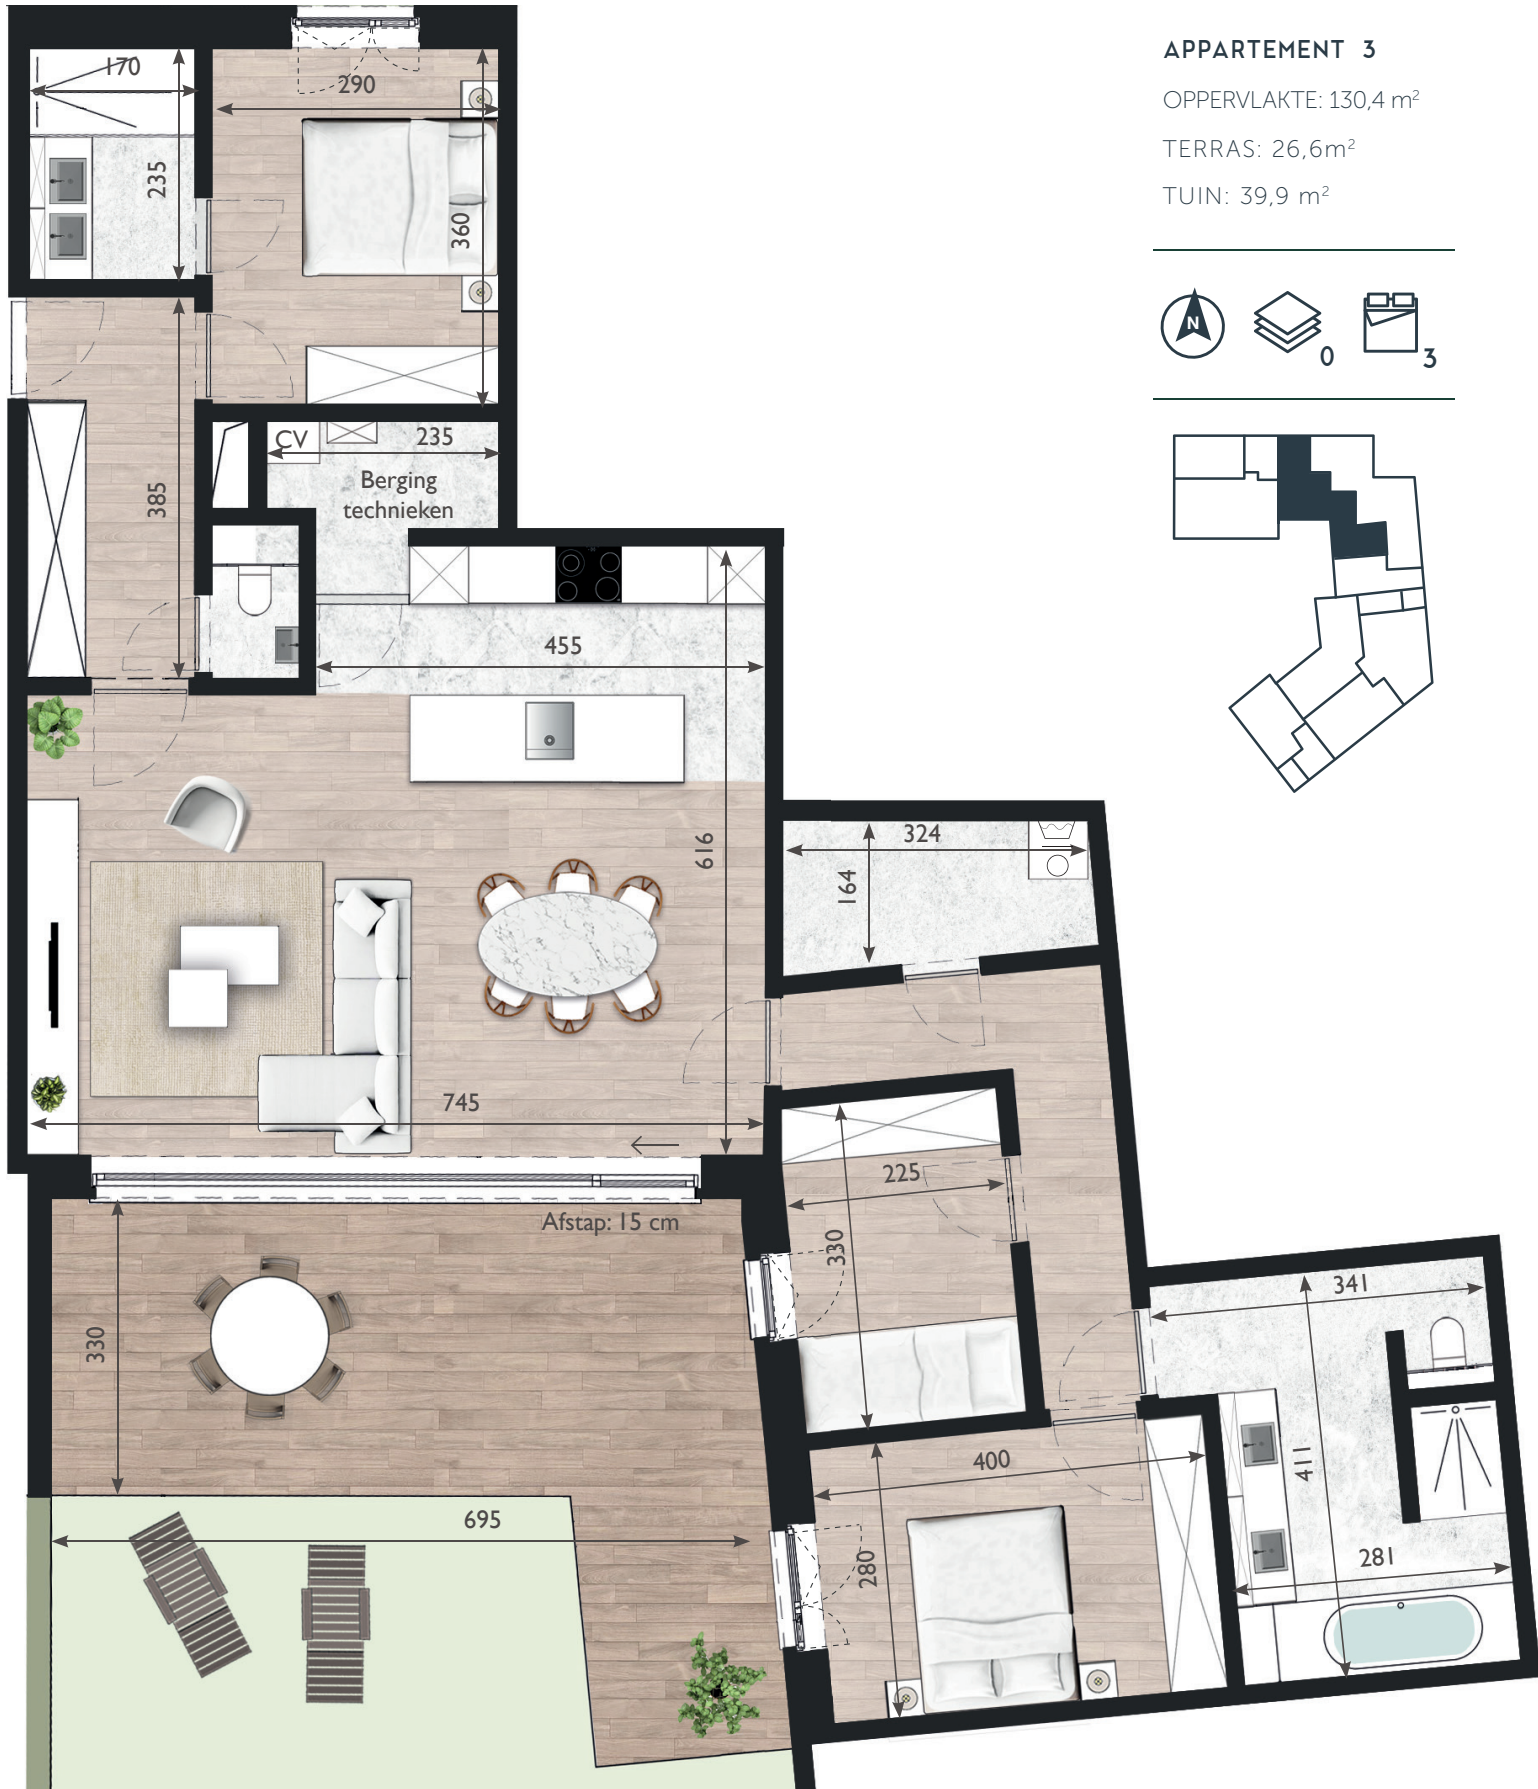 APPARTEMENT 3
OPPERVLAKTE: 130,4 m²
TERRAS: 26,6m²
TUIN: 39,9 m²
N
0
3
170
290
235
360
CV
235
Berging
technieken
385
455
616
324
164
745
225
Afstap: 15 cm
330
330
341
400
411
695
280
281